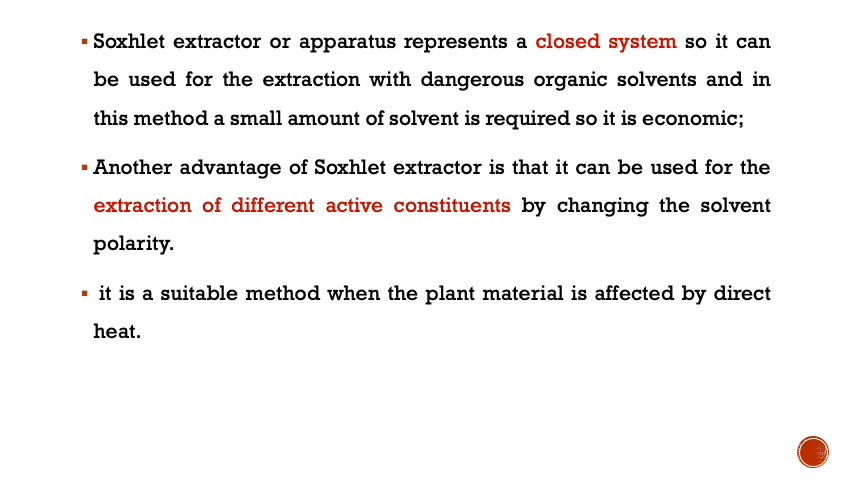 ▪ Soxhlet extractor or apparatus represents a closed system so it can
be used for the extraction with dangerous organic solvents and in
this method a small amount of solvent is required so it is economic;
▪ Another advantage of Soxhlet extractor is that it can be used for the
extraction of different active constituents by changing the solvent
polarity.
▪ it is a suitable method when the plant material is affected by direct
heat.